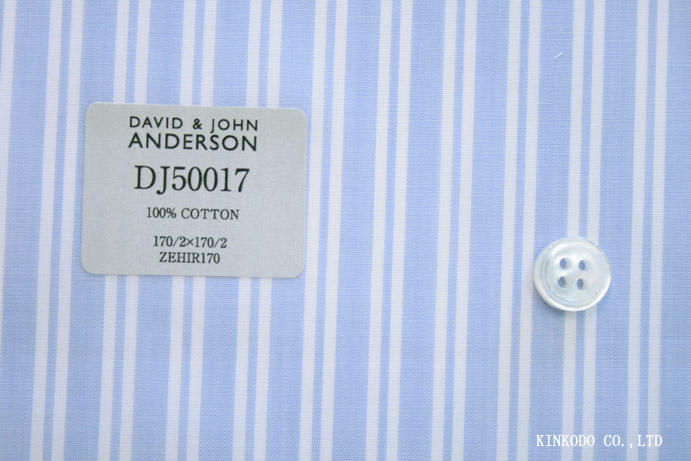 DAVID & JOHN
ANDERSON
DJ50017
100% COTTON
170/2×170/2
ZEHIR170
KINKODO CO.,LTD